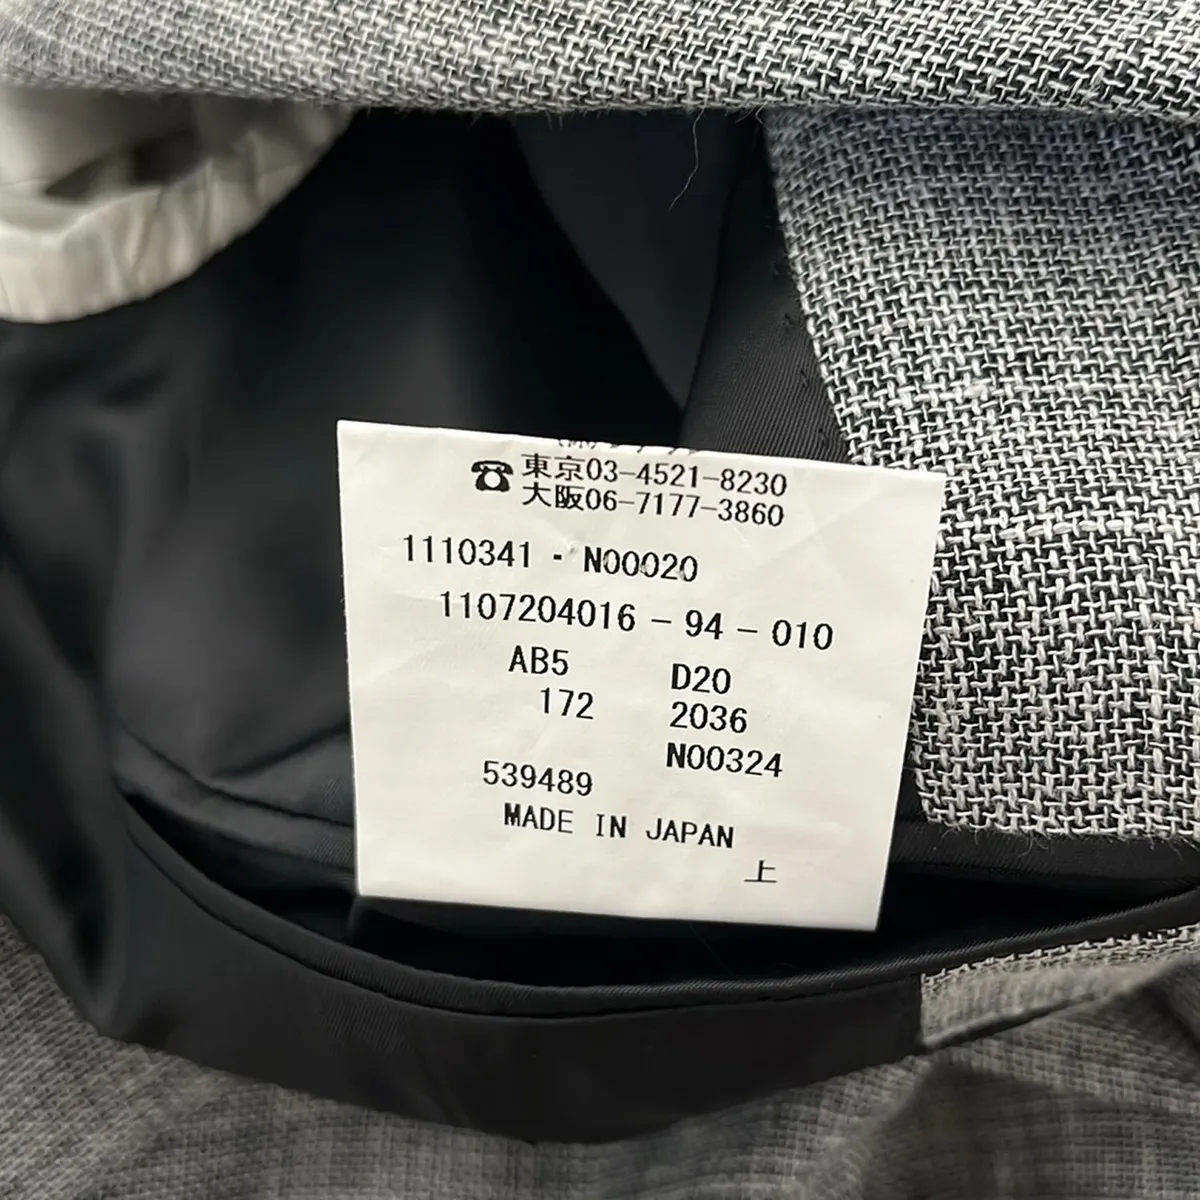 ☎東京03-4521-8230
大阪06-7177-3860
1110341 - N00020
1107204016 - 94 - 010
AB5 D20
172 2036
N00324
539489
MADE IN JAPAN
上